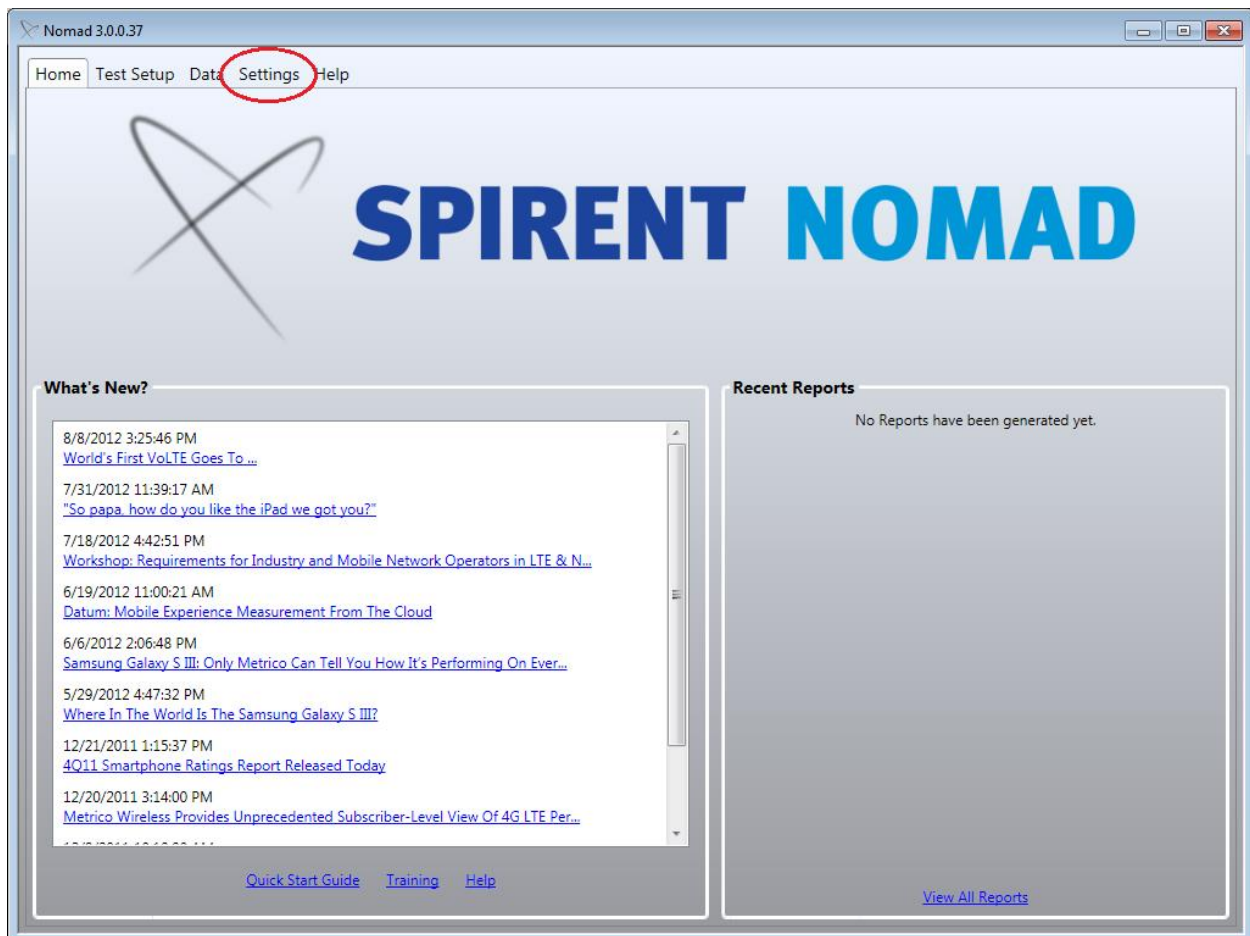 Nomad 3.0.0.37
Home Test Setup Data Settings Help
SPIRENT NOMAD
What's New?
8/8/2012 3:25:46 PM
World's First VoLTE Goes To ...
7/31/2012 11:39:17 AM
"So papa, how do you like the iPad we got you?"
7/18/2012 4:42:51 PM
Workshop: Requirements for Industry and Mobile Network Operators in LTE & N...
6/19/2012 11:00:21 AM
Datum: Mobile Experience Measurement From The Cloud
6/6/2012 2:06:48 PM
Samsung Galaxy S III: Only Metrico Can Tell You How It's Performing On Ever...
5/29/2012 4:47:32 PM
Where In The World Is The Samsung Galaxy S III?
12/21/2011 1:15:37 PM
4Q11 Smartphone Ratings Report Released Today
12/20/2011 3:14:00 PM
Metrico Wireless Provides Unprecedented Subscriber-Level View Of 4G LTE Per...
Quick Start Guide Training Help
Recent Reports
No Reports have been generated yet.
View All Reports